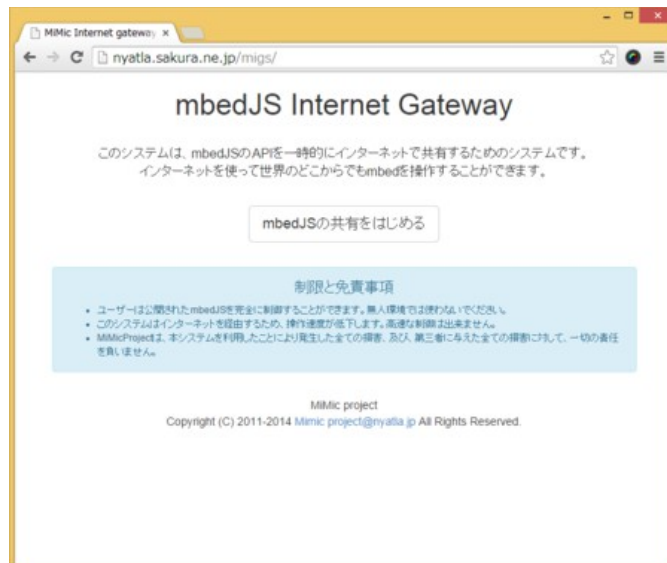 MiMic Internet gateway
nyatla.sakura.ne.jp/migs/
mbedJS Internet Gateway
このシステムは、mbedJSのAPIを一時的にインターネットで共有するためのシステムです。
インターネットを使って世界のどこからでもmbedを操作することができます。
mbedJSの共有をはじめる
制限と免責事項
ユーザーは公開されたmbedJSを完全に制御することができます。無人環境では使わないでください。
このシステムはインターネットを経由するため、操作速度が低下します。高速な制御は出来ません。
MiMicProjectは、本システムを利用したことにより発生した全ての損害、及び、第三者に与えた全ての損害に対して、一切の責任
を負いません。
MiMic project
Copyright (C) 2011-2014 Mimic project@nyatla.jp All Rights Reserved.